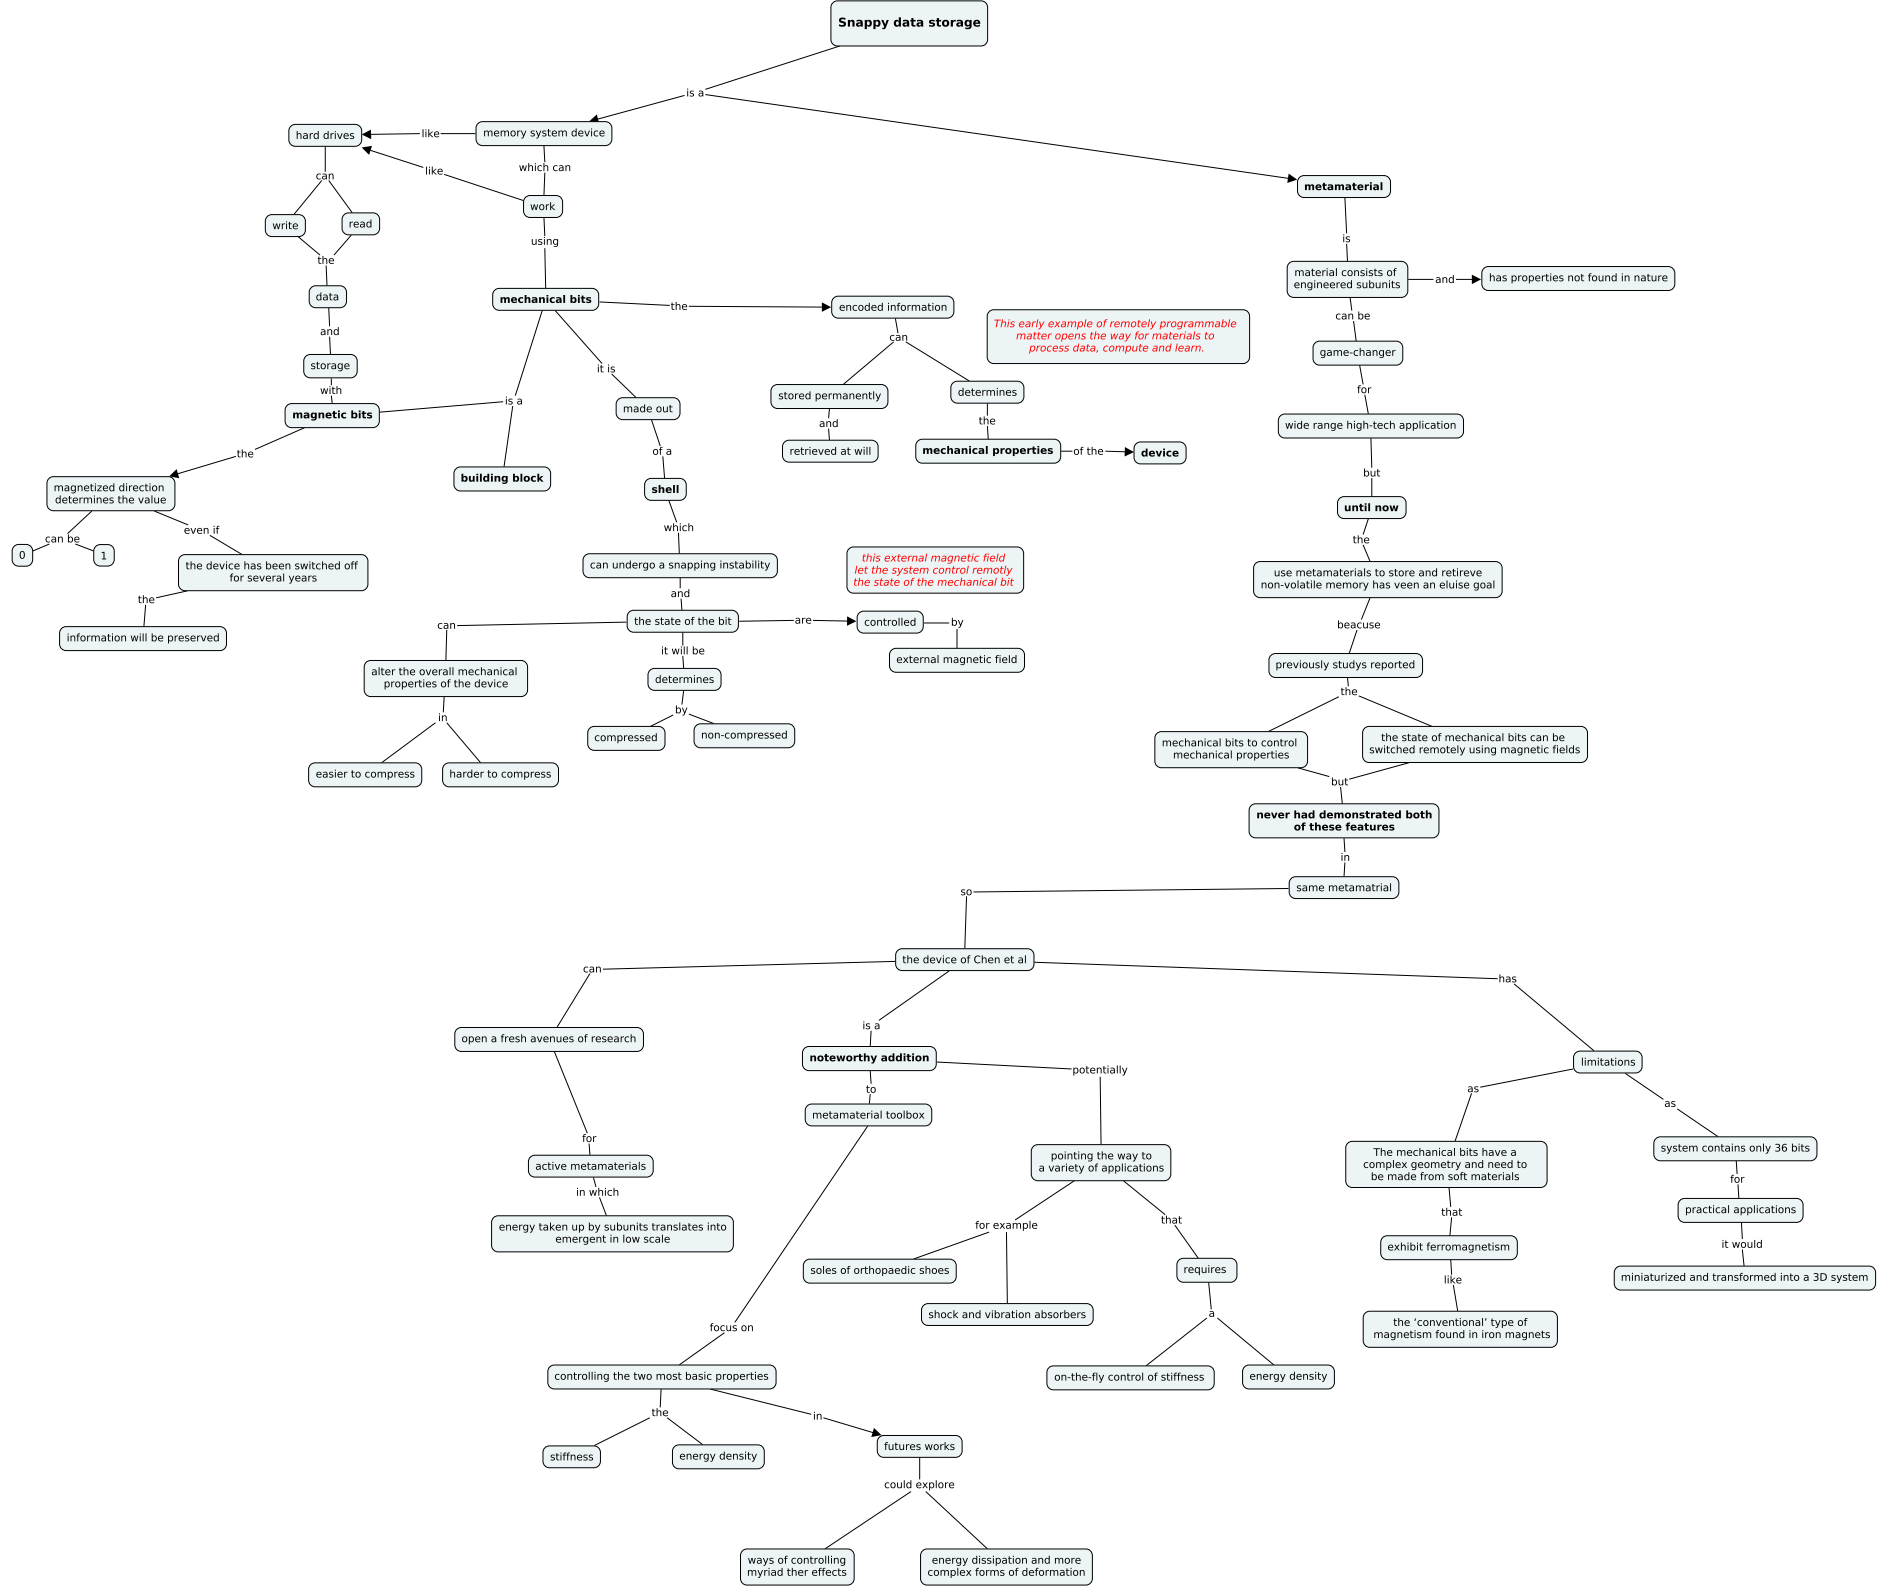 Snappy data storage
is a
hard drives
like
memory system device
can
like
which can
metamaterial
write
read
work
the
using
is
data
mechanical bits
the
encoded information
material consists of
engineered subunits
and
has properties not found in nature
and
can
This early example of remotely programmable
matter opens the way for materials to
process data, compute and learn.
can be
storage
it is
game-changer
with
stored permanently
determines
for
magnetic bits
is a
made out
and
the
wide range high-tech application
the
of a
retrieved at will
mechanical properties
of the
device
but
magnetized direction
determines the value
building block
shell
until now
can be
even if
which
the
0
1
the device has been switched off
for several years
can undergo a snapping instability
this external magnetic field
let the system control remotly
the state of the mechanical bit
use metamaterials to store and retireve
non-volatile memory has veen an eluise goal
the
and
information will be preserved
can
the state of the bit
are
controlled
by
beacuse
it will be
external magnetic field
previously studys reported
alter the overall mechanical
properties of the device
determines
the
in
by
compressed
non-compressed
mechanical bits to control
mechanical properties
the state of mechanical bits can be
switched remotely using magnetic fields
easier to compress
harder to compress
but
never had demonstrated both
of these features
in
so
same metamatrial
can
the device of Chen et al
has
open a fresh avenues of research
is a
noteworthy addition
potentially
limitations
to
as
as
metamaterial toolbox
for
active metamaterials
pointing the way to
a variety of applications
The mechanical bits have a
complex geometry and need to
be made from soft materials
system contains only 36 bits
in which
for
energy taken up by subunits translates into
emergent in low scale
for example
that
that
practical applications
exhibit ferromagnetism
it would
soles of orthopaedic shoes
requires
like
miniaturized and transformed into a 3D system
shock and vibration absorbers
a
the ‘conventional’ type of
magnetism found in iron magnets
focus on
controlling the two most basic properties
on-the-fly control of stiffness
energy density
the
in
stiffness
energy density
futures works
could explore
ways of controlling
myriad ther effects
energy dissipation and more
complex forms of deformation